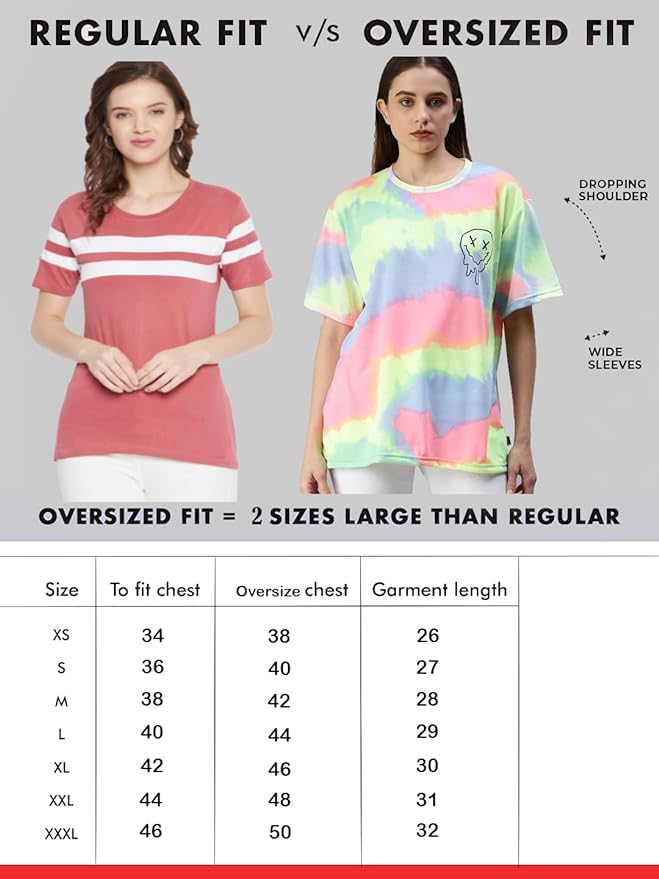 REGULAR FIT v/s OVERSIZED FIT
DROPPING
SHOULDER
WIDE
SLEEVES
OVERSIZED FIT = 2 SIZES LARGE THAN REGULAR
Size To fit chest Oversize chest Garment length
XS 34 38 26
S 36 40 27
M 38 42 28
L 40 44 29
XL 42 46 30
XXL 44 48 31
XXXL 46 50 32